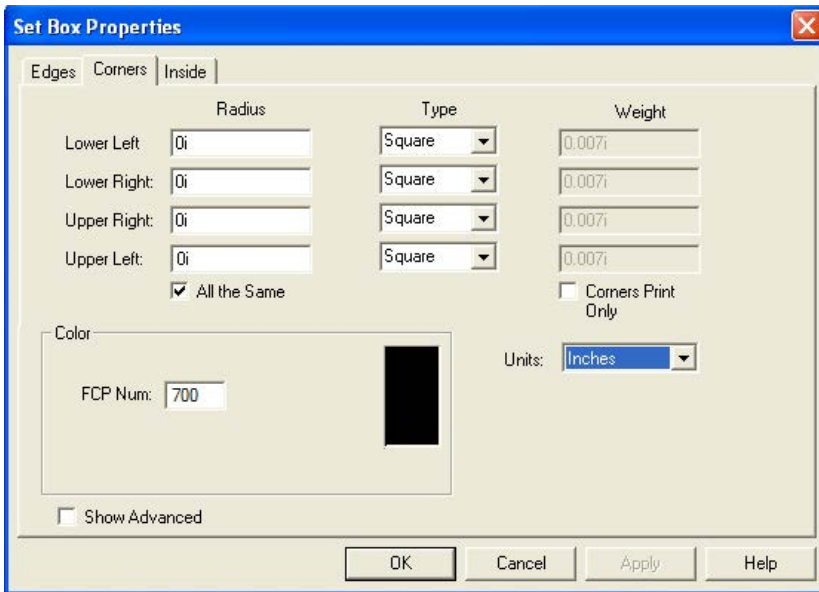 Set Box Properties
Edges Corners Inside
Radius Type Weight
Lower Left 0i Square 0.007i
Lower Right: 0i Square 0.007i
Upper Right: 0i Square 0.007i
Upper Left: 0i Square 0.007i
All the Same Corners Print
Only
Color
Units: Inches
FCP Num: 700
Show Advanced
OK Cancel Apply Help